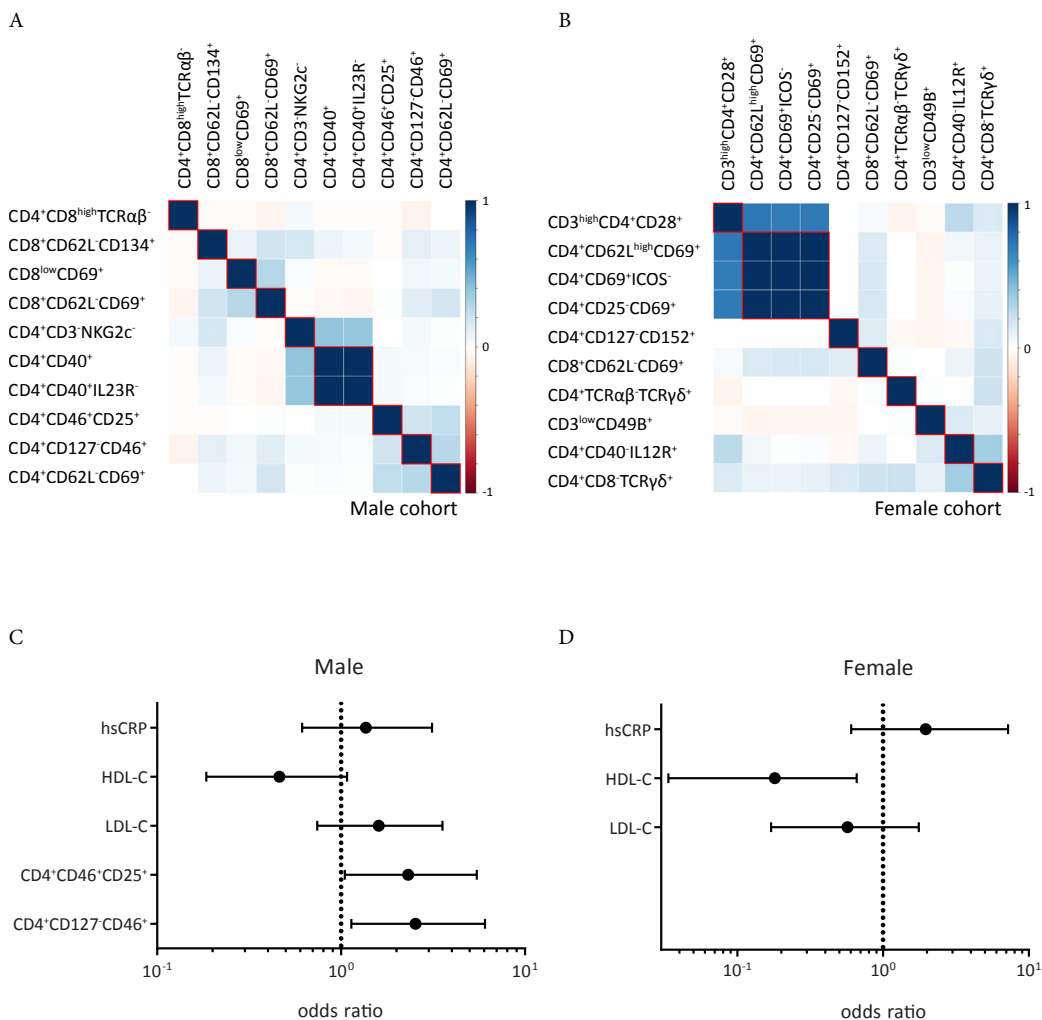 A
CD4⁺CD8ʰⁱᵍʰTCRαβ⁻
CD8⁺CD62L⁻CD134⁺
CD8ˡᵒʷCD69⁺
CD8⁺CD62L⁻CD69⁺
CD4⁺CD3⁻NKG2c⁻
CD4⁺CD40⁺
CD4⁺CD40⁺IL23R⁻
CD4⁺CD46⁺CD25⁺
CD4⁺CD127⁻CD46⁺
CD4⁺CD62L⁻CD69⁺
CD4⁺CD8ʰⁱᵍʰTCRαβ⁻
CD8⁺CD62L⁻CD134⁺
CD8ˡᵒʷCD69⁺
CD8⁺CD62L⁻CD69⁺
CD4⁺CD3⁻NKG2c⁻
CD4⁺CD40⁺
CD4⁺CD40⁺IL23R⁻
CD4⁺CD46⁺CD25⁺
CD4⁺CD127⁻CD46⁺
CD4⁺CD62L⁻CD69⁺
1
0
-1
Male cohort
B
CD3ʰⁱᵍʰCD4⁺CD28⁺
CD4⁺CD62LʰⁱᵍʰCD69⁺
CD4⁺CD69⁺ICOS⁻
CD4⁺CD25⁻CD69⁺
CD4⁺CD127⁻CD152⁺
CD8⁺CD62L⁻CD69⁺
CD4⁺TCRαβ⁻TCRγδ⁺
CD3ˡᵒʷCD49B⁺
CD4⁺CD40⁻IL12R⁺
CD4⁺CD8⁻TCRγδ⁺
CD3ʰⁱᵍʰCD4⁺CD28⁺
CD4⁺CD62LʰⁱᵍʰCD69⁺
CD4⁺CD69⁺ICOS⁻
CD4⁺CD25⁻CD69⁺
CD4⁺CD127⁻CD152⁺
CD8⁺CD62L⁻CD69⁺
CD4⁺TCRαβ⁻TCRγδ⁺
CD3ˡᵒʷCD49B⁺
CD4⁺CD40⁻IL12R⁺
CD4⁺CD8⁻TCRγδ⁺
1
0
-1
Female cohort
C
Male
hsCRP
HDL-C
LDL-C
CD4⁺CD46⁺CD25⁺
CD4⁺CD127⁻CD46⁺
10⁻¹ 10⁰ 10¹
odds ratio
D
Female
hsCRP
HDL-C
LDL-C
10⁻¹ 10⁰ 10¹
odds ratio